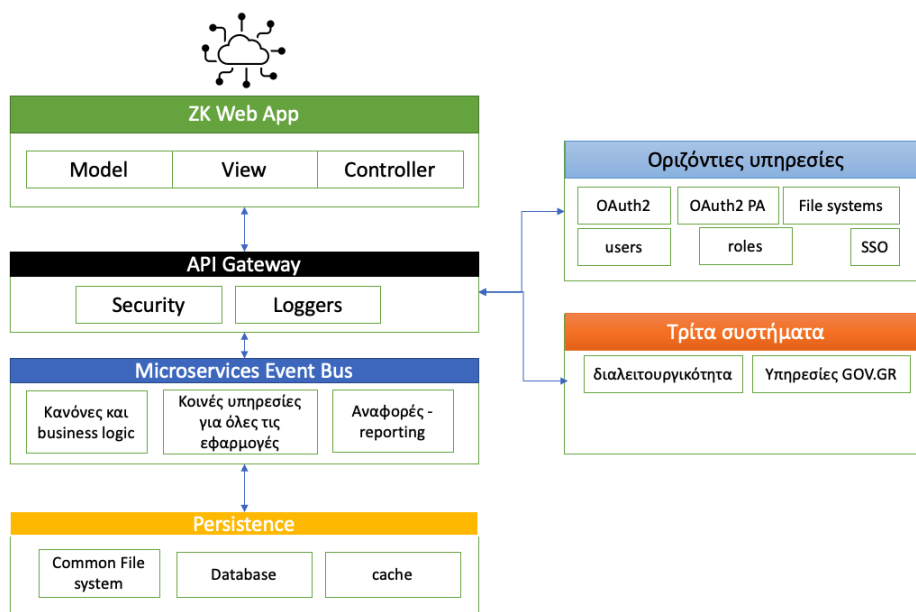 ZK Web App
Model
View
Controller
API Gateway
Security
Loggers
Microservices Event Bus
Κανόνες και
business logic
Κοινές υπηρεσίες
για όλες τις
εφαρμογές
Αναφορές -
reporting
Persistence
Common File
system
Database
cache
Οριζόντιες υπηρεσίες
OAuth2
OAuth2 PA
File systems
users
roles
SSO
Τρίτα συστήματα
διαλειτουργικότητα
Υπηρεσίες GOV.GR